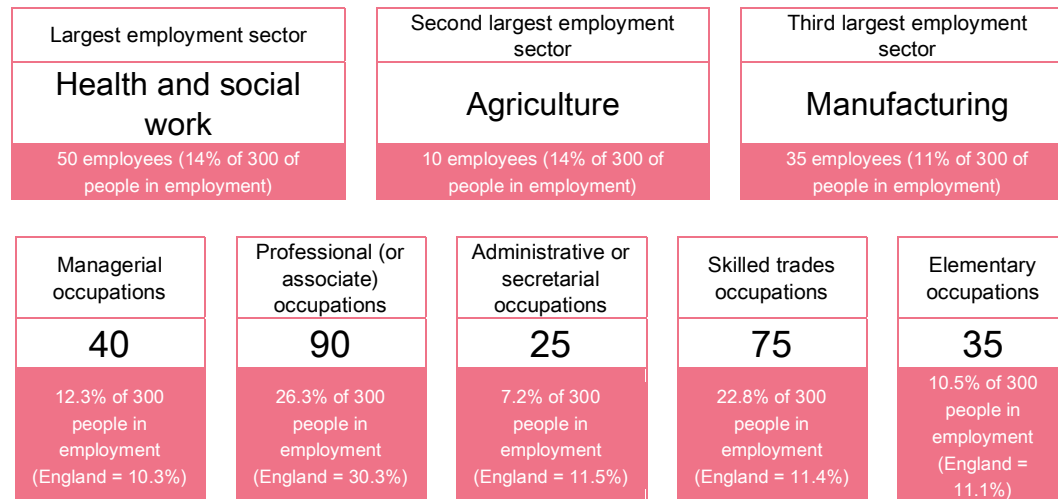 Largest employment sector
Health and social
work
50 employees (14% of 300 of
people in employment)
Second largest employment
sector
Agriculture
10 employees (14% of 300 of
people in employment)
Third largest employment
sector
Manufacturing
35 employees (11% of 300 of
people in employment)
Managerial
occupations
40
12.3% of 300
people in
employment
(England = 10.3%)
Professional (or
associate)
occupations
90
26.3% of 300
people in
employment
(England = 30.3%)
Administrative or
secretarial
occupations
25
7.2% of 300
people in
employment
(England = 11.5%)
Skilled trades
occupations
75
22.8% of 300
people in
employment
(England = 11.4%)
Elementary
occupations
35
10.5% of 300
people in
employment
(England =
11.1%)